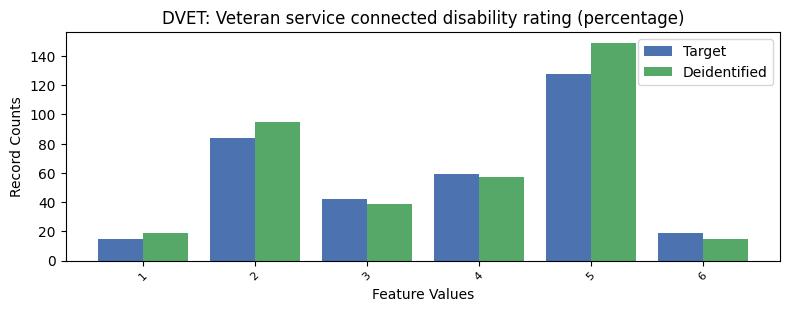 DVET: Veteran service connected disability rating (percentage)
Target
Deidentified
Record Counts
140
120
100
80
60
40
20
0
1 2 3 4 5 6
Feature Values